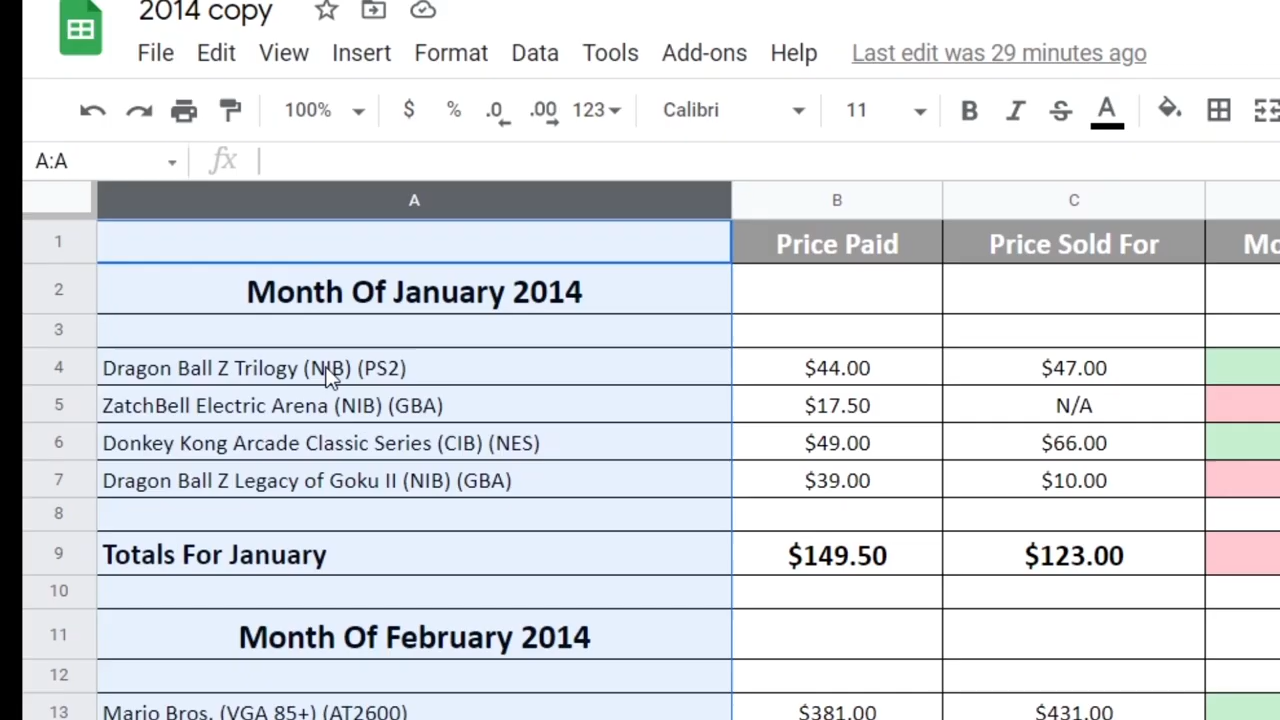 2014 copy
File Edit View Insert Format Data Tools Add-ons Help Last edit was 29 minutes ago
100% $ % .0 .00 123 Calibri 11 B I S A
A:A fx
A B C
1 Price Paid Price Sold For
2 Month Of January 2014
3
4 Dragon Ball Z Trilogy (NIB) (PS2) $44.00 $47.00
5 ZatchBell Electric Arena (NIB) (GBA) $17.50 N/A
6 Donkey Kong Arcade Classic Series (CIB) (NES) $49.00 $66.00
7 Dragon Ball Z Legacy of Goku II (NIB) (GBA) $39.00 $10.00
8
9 Totals For January $149.50 $123.00
10
11 Month Of February 2014
12
13 Mario Bros. (VGA 85+) (AT2600) $381.00 $431.00